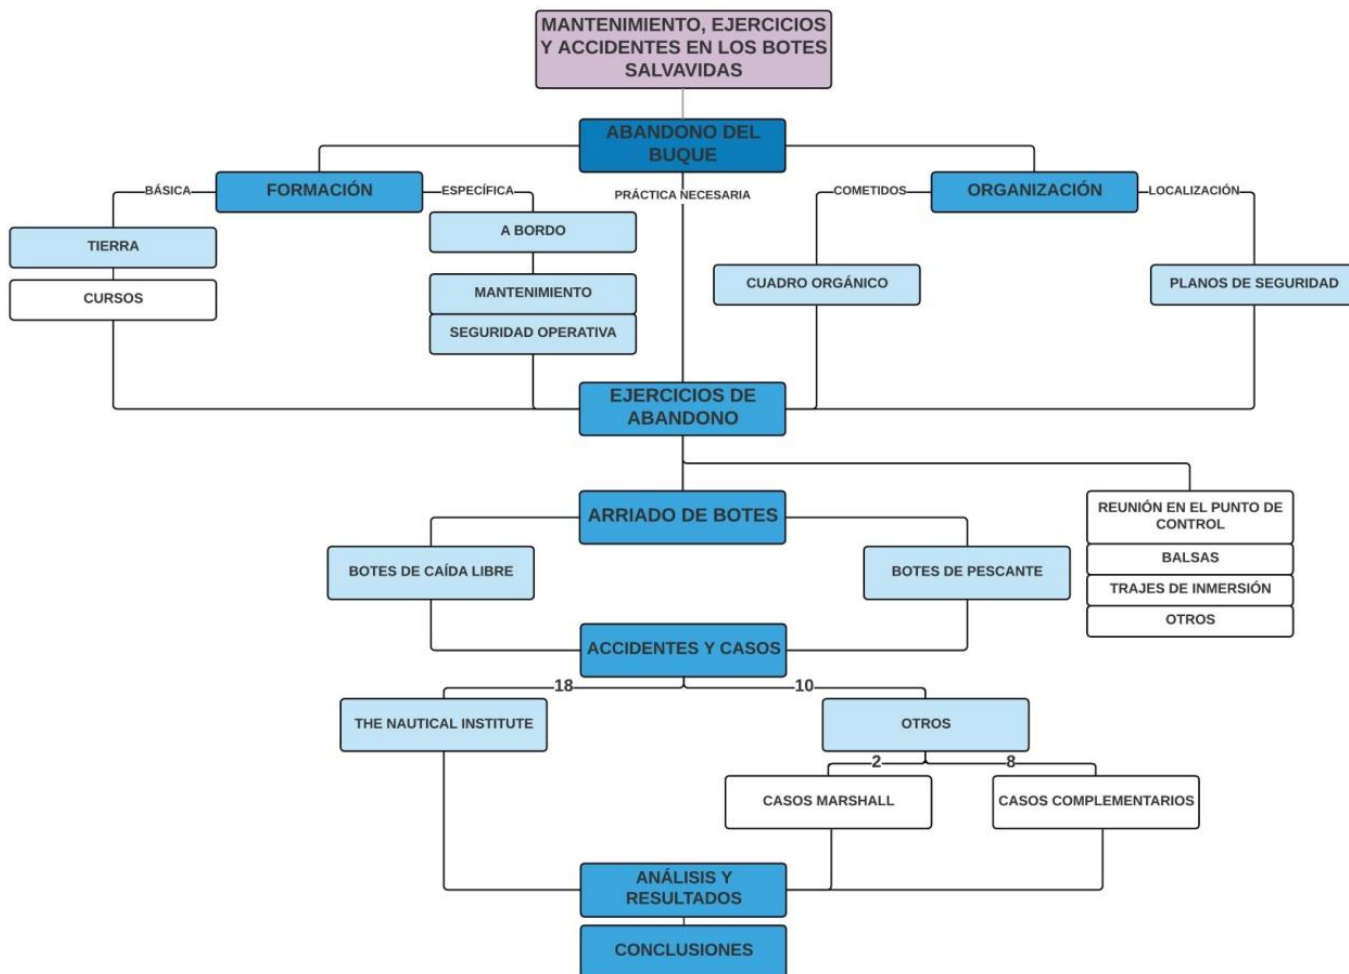 MANTENIMIENTO, EJERCICIOS
Y ACCIDENTES EN LOS BOTES
SALVAVIDAS
ABANDONO DEL
BUQUE
BÁSICA
FORMACIÓN
ESPECÍFICA
PRÁCTICA NECESARIA
COMETIDOS
ORGANIZACIÓN
LOCALIZACIÓN
TIERRA
CURSOS
A BORDO
MANTENIMIENTO
SEGURIDAD OPERATIVA
CUADRO ORGÁNICO
PLANOS DE SEGURIDAD
EJERCICIOS DE
ABANDONO
ARRIADO DE BOTES
REUNIÓN EN EL PUNTO DE
CONTROL
BALSAS
TRAJES DE INMERSIÓN
OTROS
BOTES DE CAÍDA LIBRE
BOTES DE PESCANTE
ACCIDENTES Y CASOS
18
10
THE NAUTICAL INSTITUTE
OTROS
2
8
CASOS MARSHALL
CASOS COMPLEMENTARIOS
ANÁLISIS Y
RESULTADOS
CONCLUSIONES